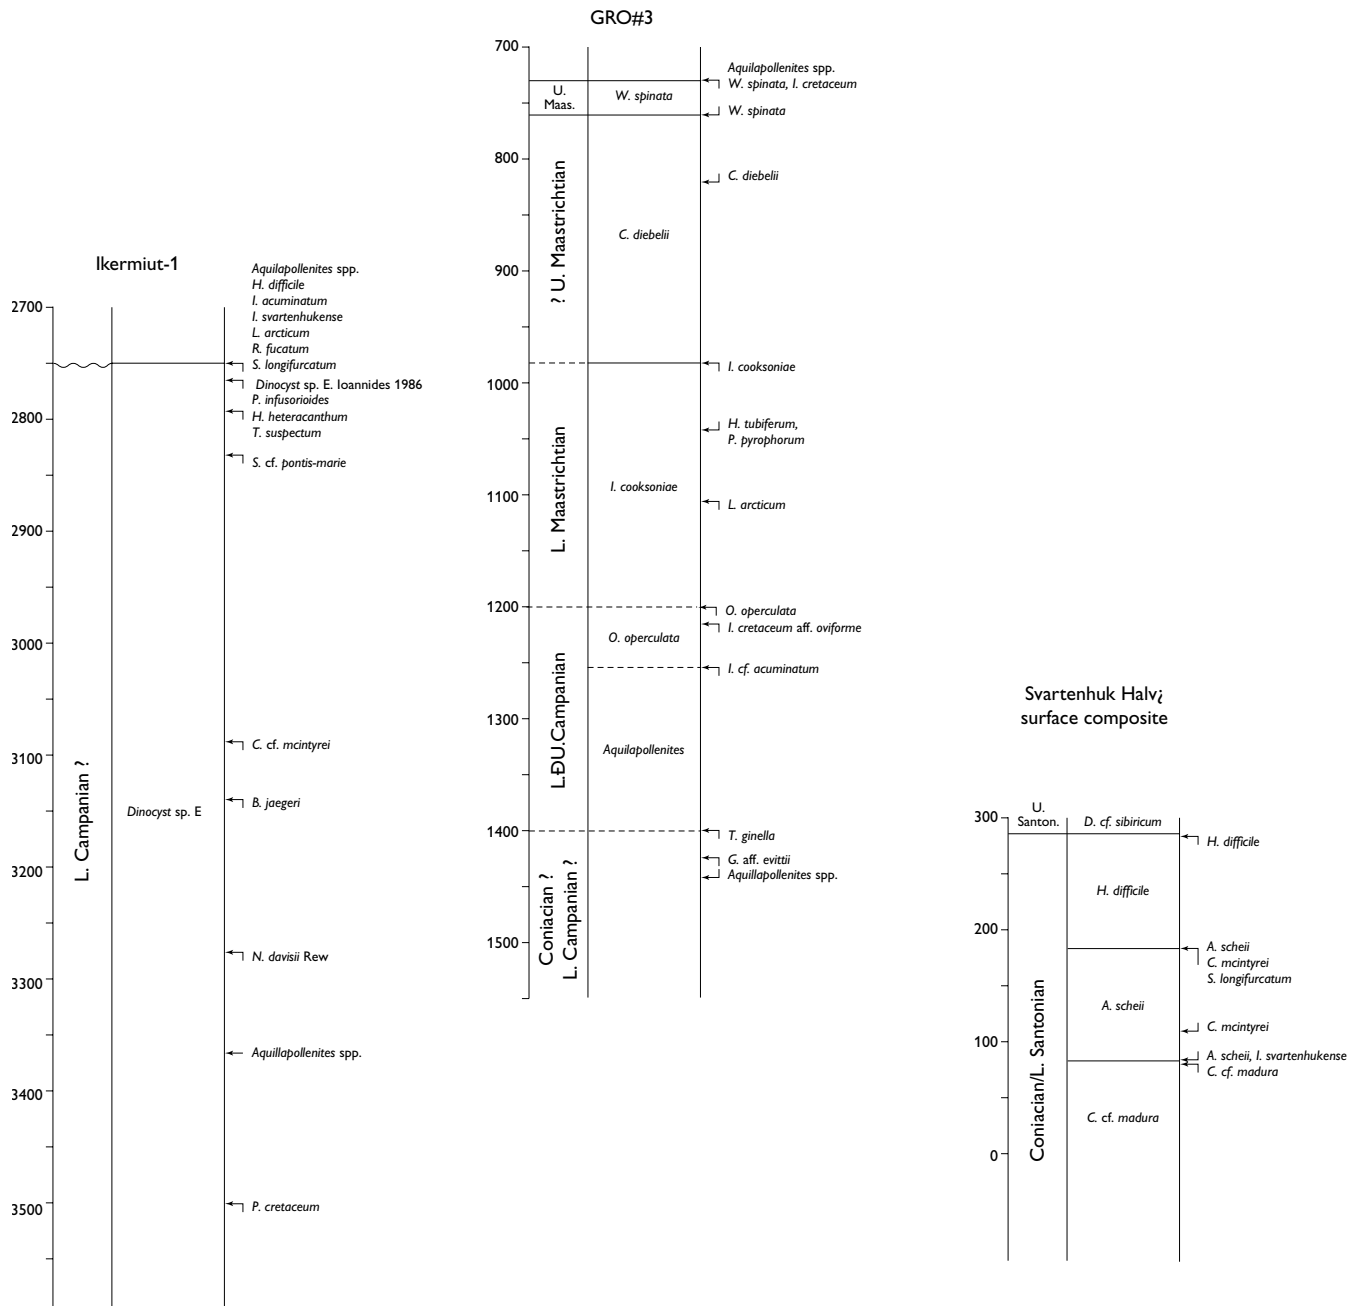 GRO#3
700
800
900
1000
1100
1200
1300
1400
1500
U.
Maas.
? U. Maastrichtian
L. Maastrichtian
L.ÐU.Campanian
Coniacian ?
L. Campanian ?
W. spinata
C. diebelii
I. cooksoniae
O. operculata
Aquilapollenites
Aquilapollenites spp.
W. spinata, I. cretaceum
W. spinata
C. diebelii
I. cooksoniae
H. tubiferum,
P. pyrophorum
L. arcticum
O. operculata
I. cretaceum aff. oviforme
I. cf. acuminatum
T. ginella
G. aff. evittii
Aquillapollenites spp.
Ikermiut-1
2700
2800
2900
3000
3100
3200
3300
3400
3500
L. Campanian ?
Dinocyst sp. E
Aquilapollenites spp.
H. difficile
I. acuminatum
I. svartenhukense
L. arcticum
R. fucatum
S. longifurcatum
Dinocyst sp. E. Ioannides 1986
P. infusorioides
H. heteracanthum
T. suspectum
S. cf. pontis-marie
C. cf. mcintyrei
B. jaegeri
N. davisii Rew
Aquillapollenites spp.
P. cretaceum
Svartenhuk Halv¿
surface composite
300
200
100
0
U.
Santon.
Coniacian/L. Santonian
D. cf. sibiricum
H. difficile
A. scheii
C. cf. madura
H. difficile
A. scheii
C. mcintyrei
S. longifurcatum
C. mcintyrei
A. scheii, I. svartenhukense
C. cf. madura